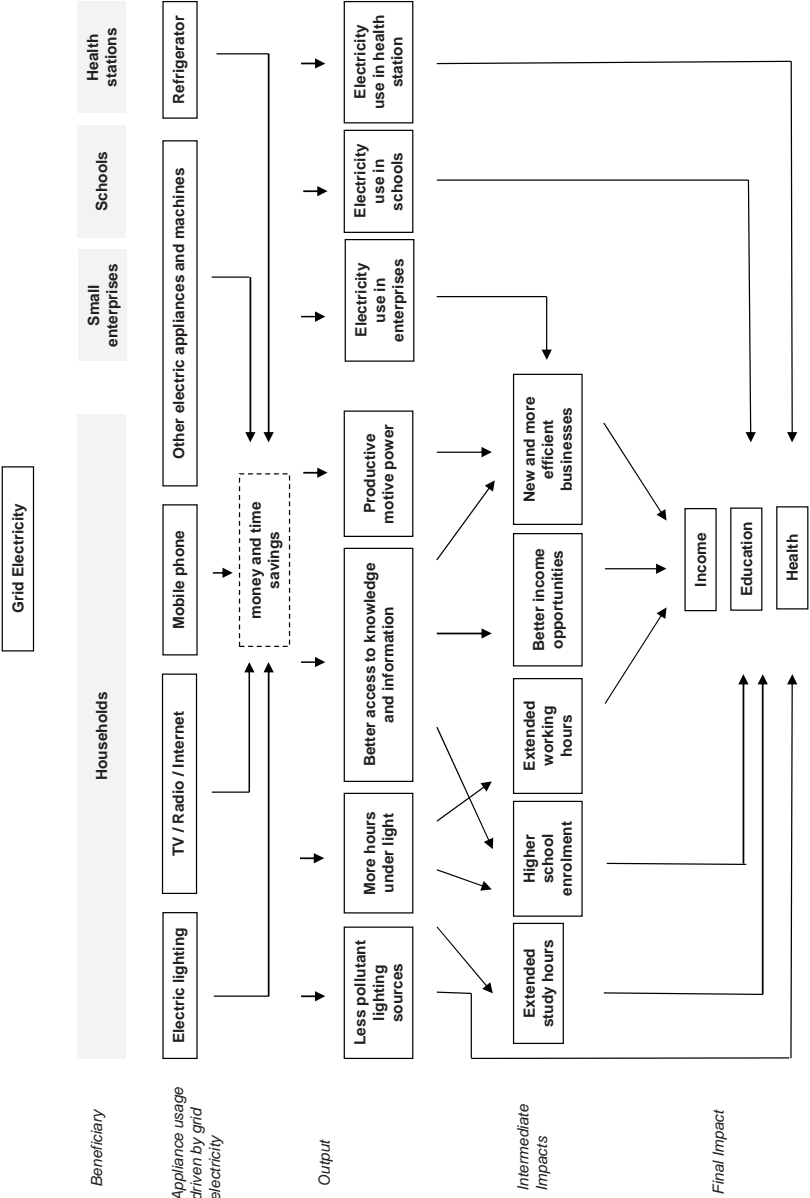 Grid Electricity
Beneficiary
Households
Small
enterprises
Schools
Health
stations
Appliance usage
driven by grid
electricity
Electric lighting
TV / Radio / Internet
Mobile phone
Other electric appliances and machines
Refrigerator
money and time
savings
Output
Less pollutant
lighting
sources
More hours
under light
Better access to knowledge
and information
Productive
motive power
Electricity
use in
enterprises
Electricity
use in
schools
Electricity
use in health
station
Intermediate
Impacts
Extended
study hours
Higher
school
enrolment
Extended
working
hours
Better income
opportunities
New and more
efficient
businesses
Final Impact
Income
Education
Health